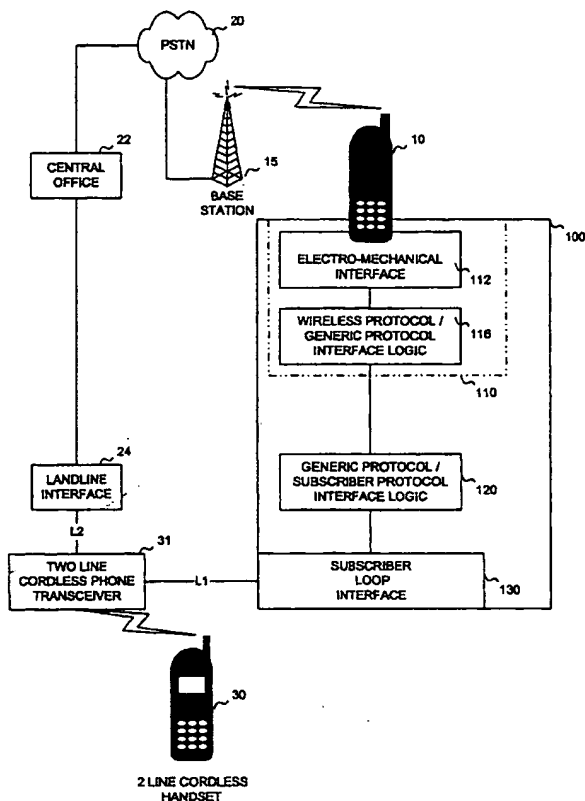 20
PSTN
22
CENTRAL
OFFICE
15
BASE
STATION
10
100
ELECTRO-MECHANICAL
INTERFACE
112
WIRELESS PROTOCOL /
GENERIC PROTOCOL
INTERFACE LOGIC
116
110
24
LANDLINE
INTERFACE
GENERIC PROTOCOL /
SUBSCRIBER PROTOCOL
INTERFACE LOGIC
120
L2
31
TWO LINE
CORDLESS PHONE
TRANSCEIVER
L1
SUBSCRIBER
LOOP
INTERFACE
130
30
2 LINE CORDLESS
HANDSET